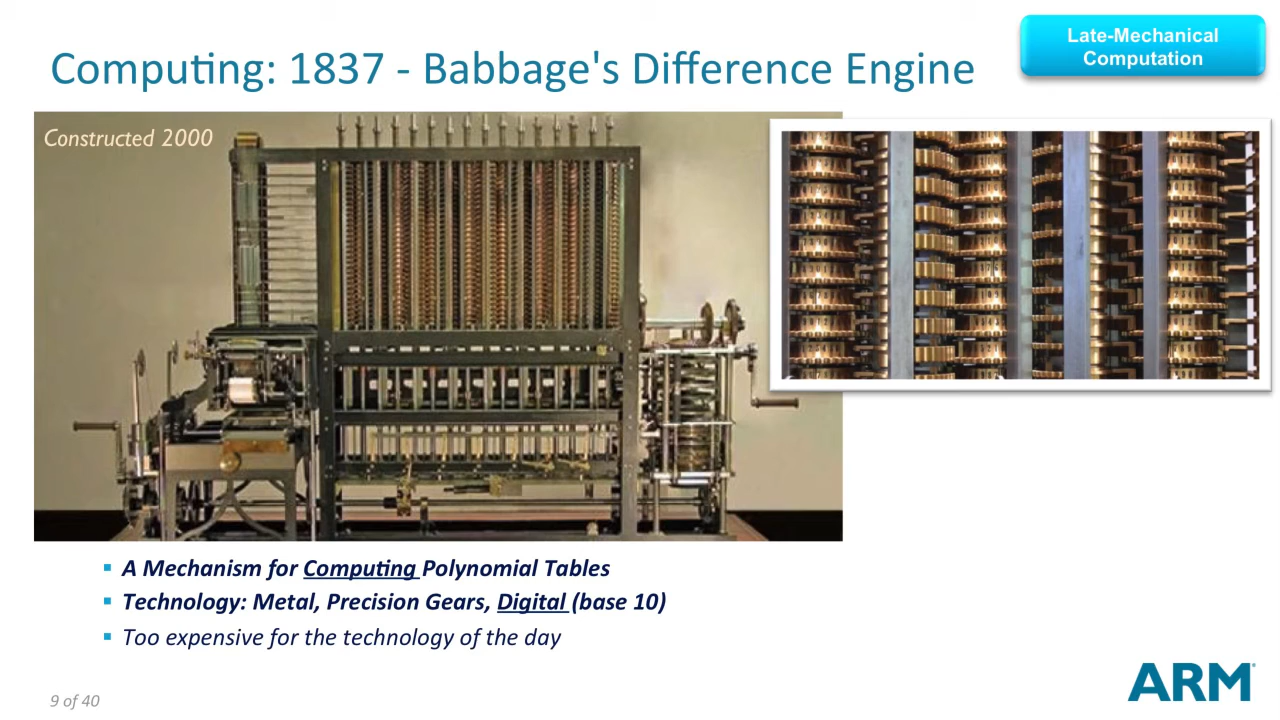 Late-Mechanical
Computation
Computing: 1837 - Babbage's Difference Engine
Constructed 2000
A Mechanism for Computing Polynomial Tables
Technology: Metal, Precision Gears, Digital (base 10)
Too expensive for the technology of the day
9 of 40
ARM